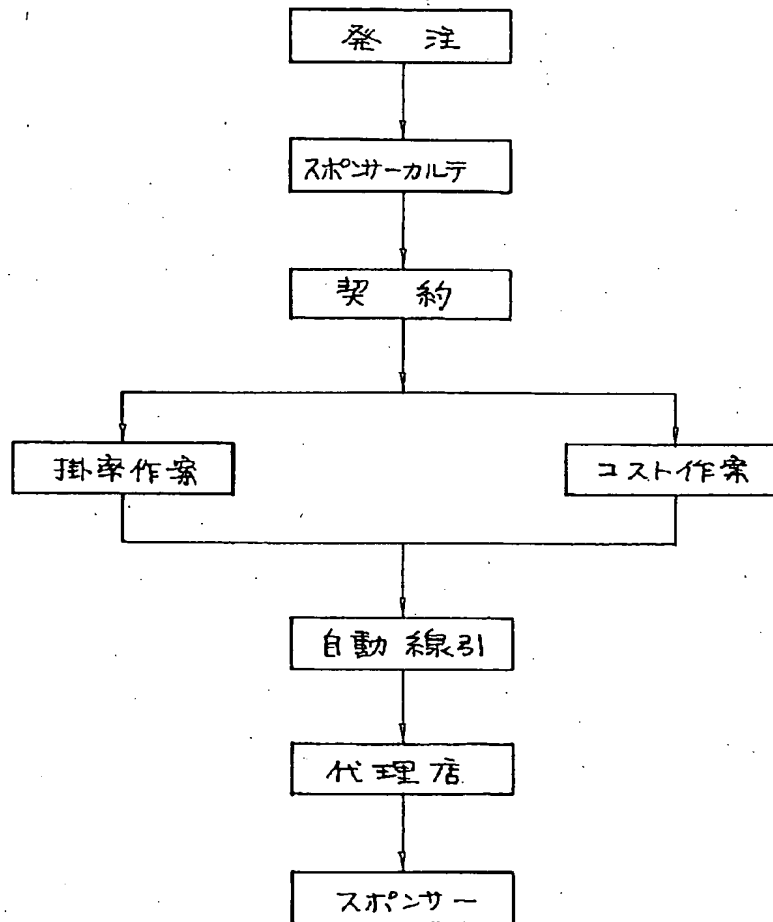 発注
スポンサーカルテ
契約
掛率作案
コスト作案
自動線引
代理店
スポンサー